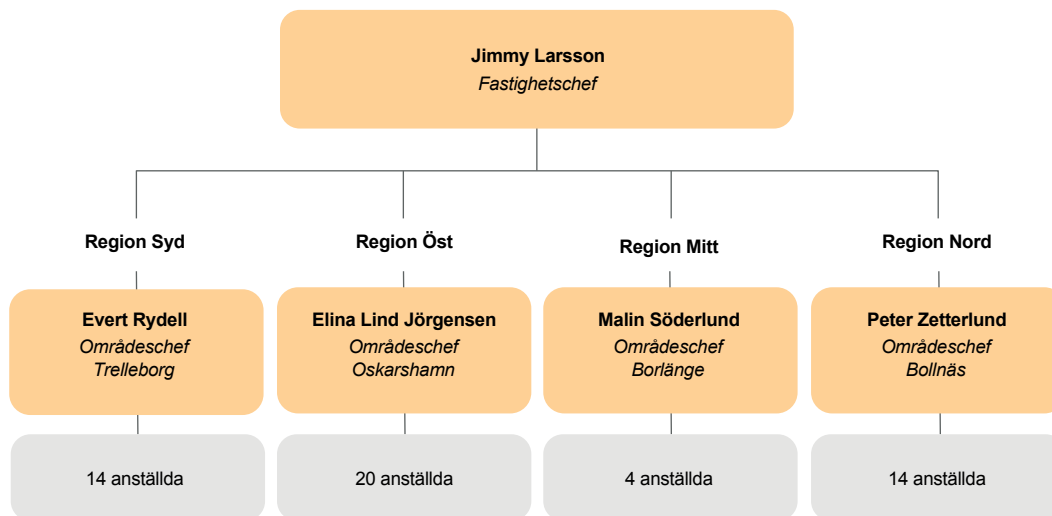 Jimmy Larsson
Fastighetschef
Region Syd
Region Öst
Region Mitt
Region Nord
Evert Rydell
Områdeschef
Trelleborg
Elina Lind Jörgensen
Områdeschef
Oskarshamn
Malin Söderlund
Områdeschef
Borlänge
Peter Zetterlund
Områdeschef
Bollnäs
14 anställda
20 anställda
4 anställda
14 anställda